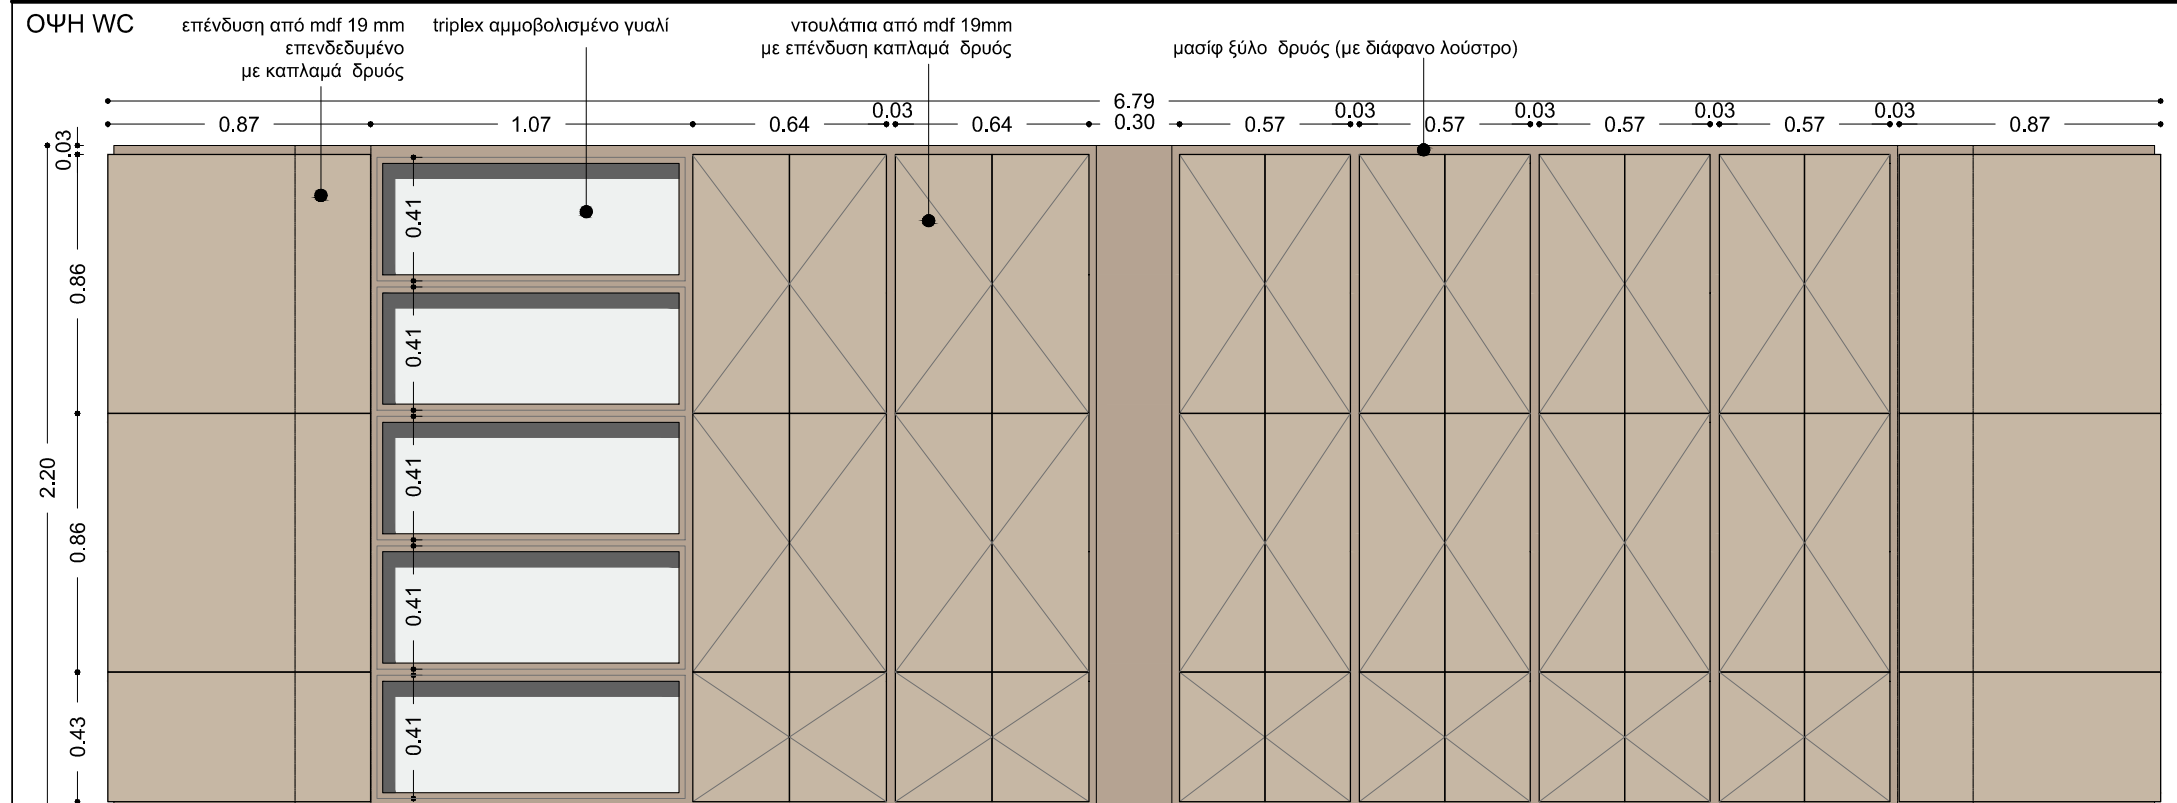 ΟΨΗ WC
επένδυση από mdf 19 mm
επενδεδυμένο
με καπλαμά δρυός
triplex αμμοβολισμένο γυαλί
ντουλάπια από mdf 19mm
με επένδυση καπλαμά δρυός
μασίφ ξύλο δρυός (με διάφανο λούστρο)
6.79
0.03 0.03 0.03 0.03 0.03
0.87 1.07 0.64 0.64 0.30 0.57 0.57 0.57 0.57 0.87
0.03
0.86
0.86
0.43
2.20
0.41
0.41
0.41
0.41
0.41